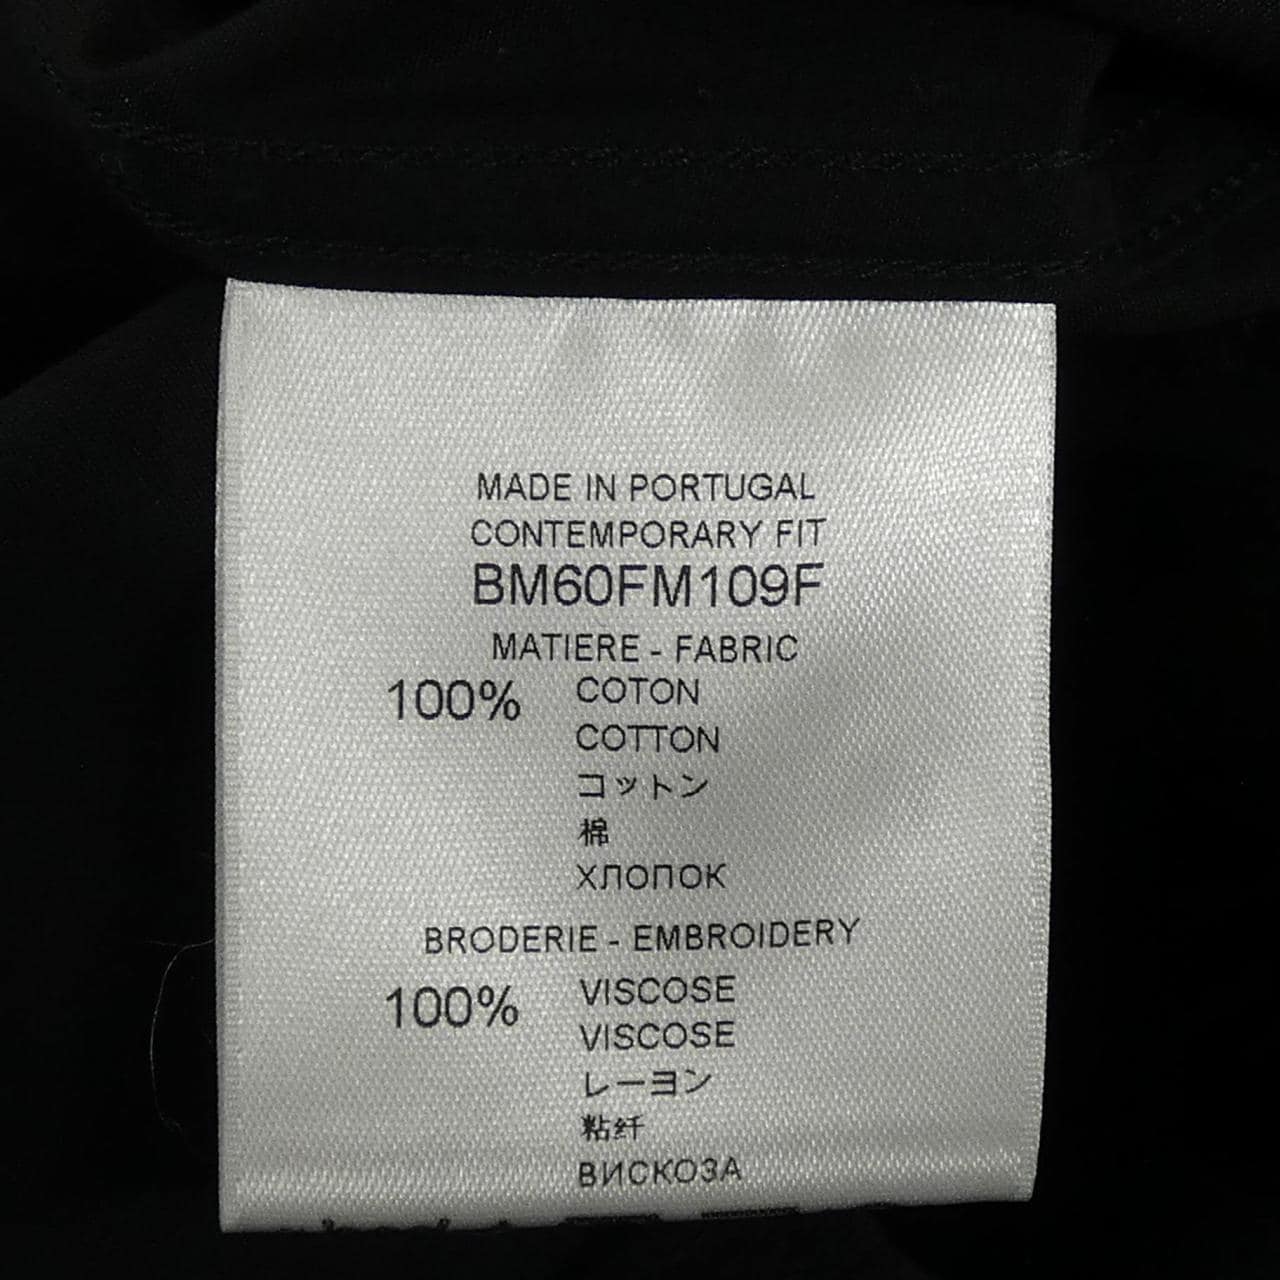 MADE IN PORTUGAL
CONTEMPORARY FIT
BM60FM109F
MATIERE - FABRIC
100% COTON
COTTON
コットン
棉
ХЛОПОК
BRODERIE - EMBROIDERY
100% VISCOSE
VISCOSE
レーヨン
粘纤
ВИСКОЗА